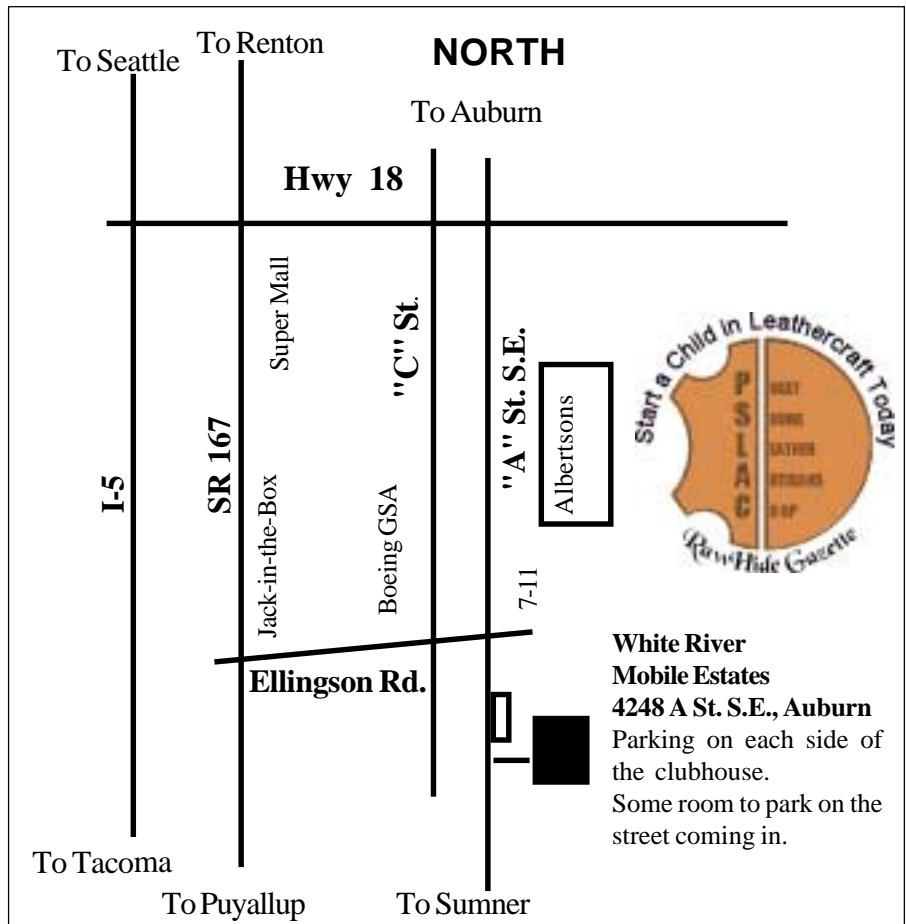 To Seattle
To Renton
NORTH
To Auburn
Hwy 18
Super Mall
"C" St.
"A" St. S.E.
Albertsons
I-5
SR 167
Jack-in-the-Box
Boeing GSA
7-11
Ellingson Rd.
Start a Child in Leathercraft Today
PSLAC
RawHide Gazette
White River
Mobile Estates
4248 A St. S.E., Auburn
Parking on each side of
the clubhouse.
Some room to park on the
street coming in.
To Tacoma
To Puyallup
To Sumner